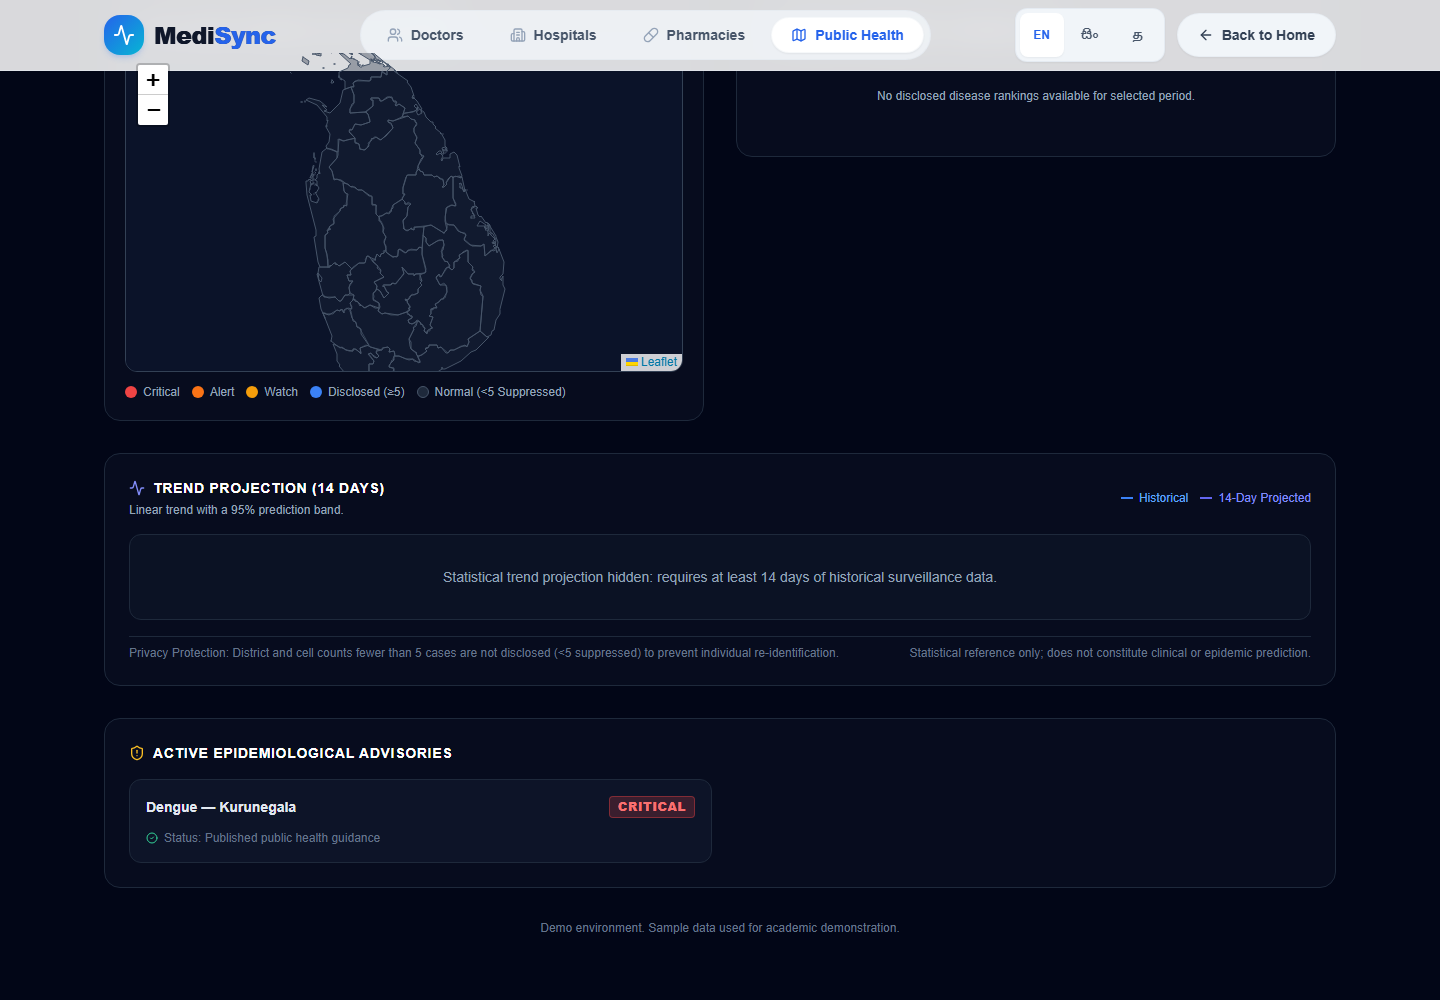 MediSync
Doctors
Hospitals
Pharmacies
Public Health
EN
සිං
த
Back to Home
+
−
No disclosed disease rankings available for selected period.
Leaflet
Critical
Alert
Watch
Disclosed (≥5)
Normal (<5 Suppressed)
TREND PROJECTION (14 DAYS)
Linear trend with a 95% prediction band.
Historical
14-Day Projected
Statistical trend projection hidden: requires at least 14 days of historical surveillance data.
Privacy Protection: District and cell counts fewer than 5 cases are not disclosed (<5 suppressed) to prevent individual re-identification.
Statistical reference only; does not constitute clinical or epidemic prediction.
ACTIVE EPIDEMIOLOGICAL ADVISORIES
Dengue — Kurunegala
CRITICAL
Status: Published public health guidance
Demo environment. Sample data used for academic demonstration.